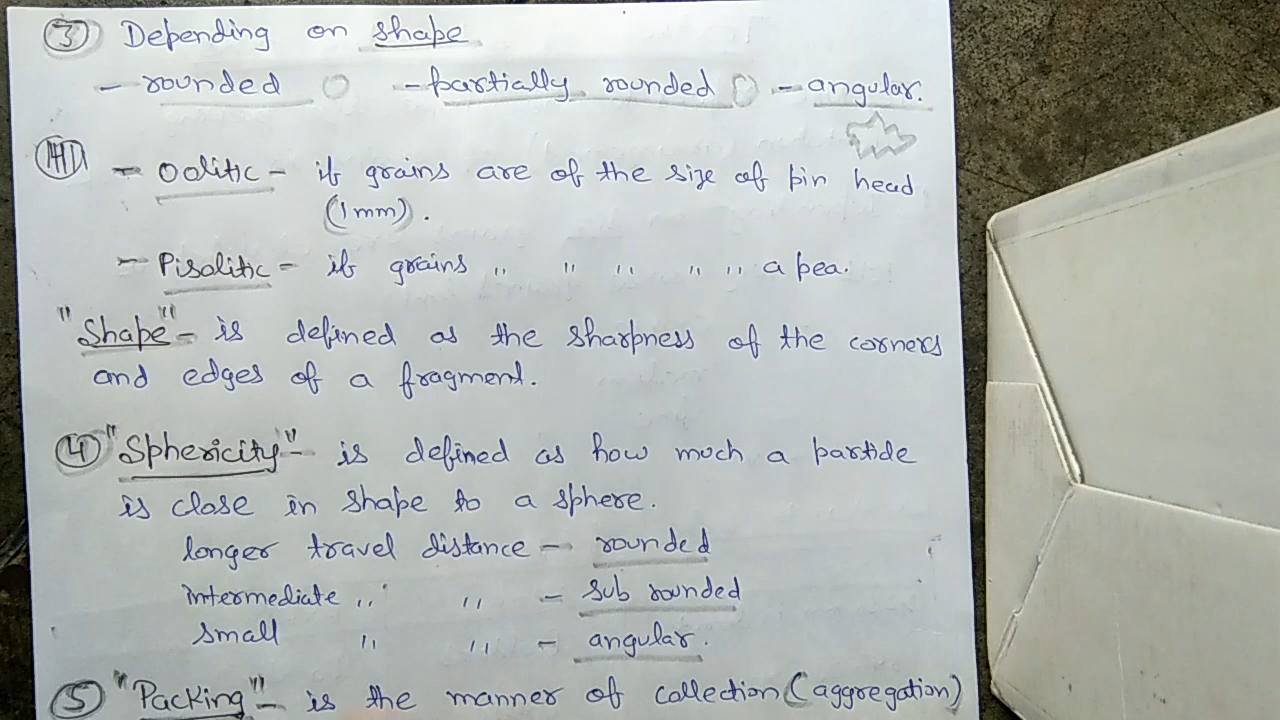 ③ Depending on shape
- rounded - partially rounded - angular.
- Oolitic - if grains are of the size of pin head
(1mm).
- Pisolitic - if grains " " " " " a pea.
"Shape" - is defined as the sharpness of the corners
and edges of a fragment.
④ "Sphericity" - is defined as how much a particle
is close in shape to a sphere.
longer travel distance - rounded
intermediate " " - sub rounded
small " " - angular.
⑤ "Packing" - is the manner of collection (aggregation)